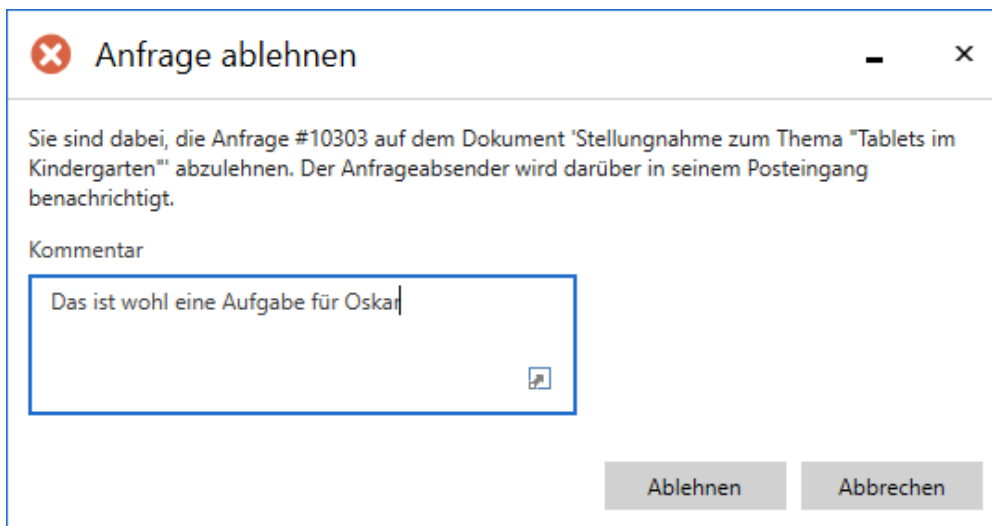 Anfrage ablehnen
Sie sind dabei, die Anfrage #10303 auf dem Dokument 'Stellungnahme zum Thema "Tablets im
Kindergarten"' abzulehnen. Der Anfrageabsender wird darüber in seinem Posteingang
benachrichtigt.
Kommentar
Das ist wohl eine Aufgabe für Oskar
Ablehnen
Abbrechen